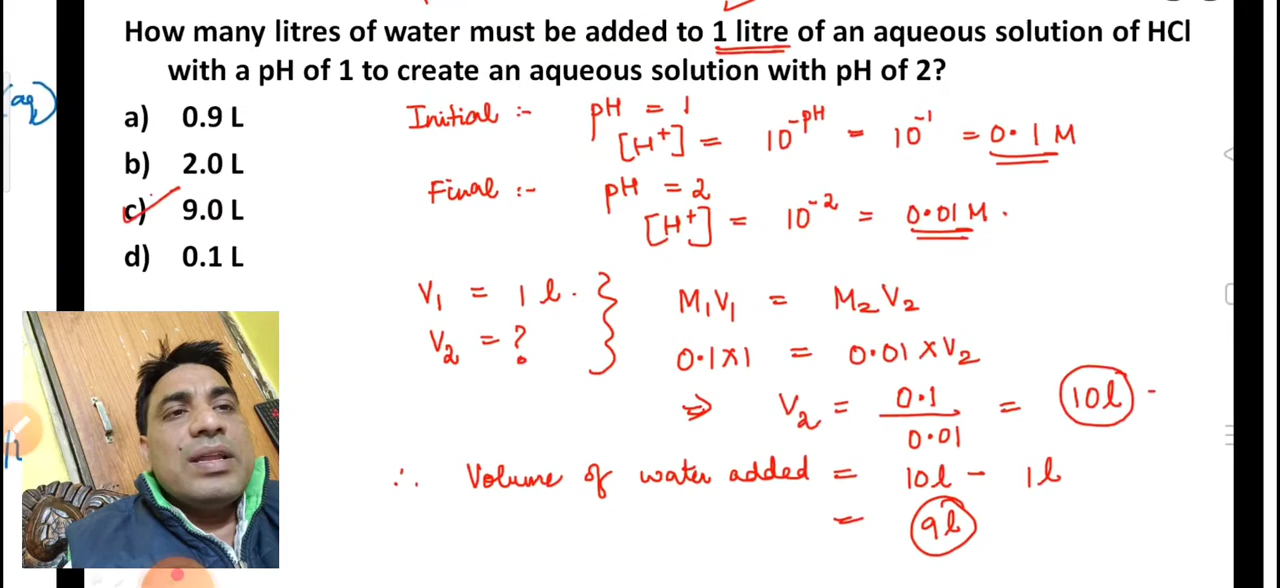 How many litres of water must be added to 1 litre of an aqueous solution of HCl
with a pH of 1 to create an aqueous solution with pH of 2?
(aq)
a) 0.9 L
b) 2.0 L
c) 9.0 L
d) 0.1 L
Initial :- pH = 1
[H⁺] = 10^-pH = 10^-1 = 0.1 M
Final :- pH = 2
[H⁺] = 10^-2 = 0.01 M.
V₁ = 1 l.
V₂ = ?
M₁V₁ = M₂V₂
0.1×1 = 0.01 × V₂
⇒ V₂ = 0.1/0.01 = 10l
∴ Volume of water added = 10l - 1l
= 9l